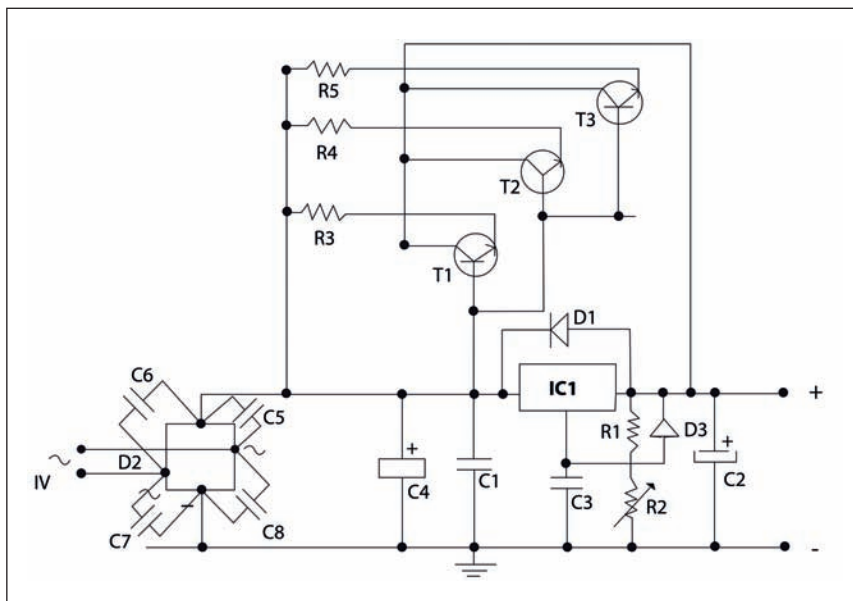 R5
T3
R4
T2
R3
T1
D1
C6
IC1
+
C5
R1
D3
~
~
D2
+
+
IV
C4
C1
C2
~
C3
R2
-
C7
C8
-